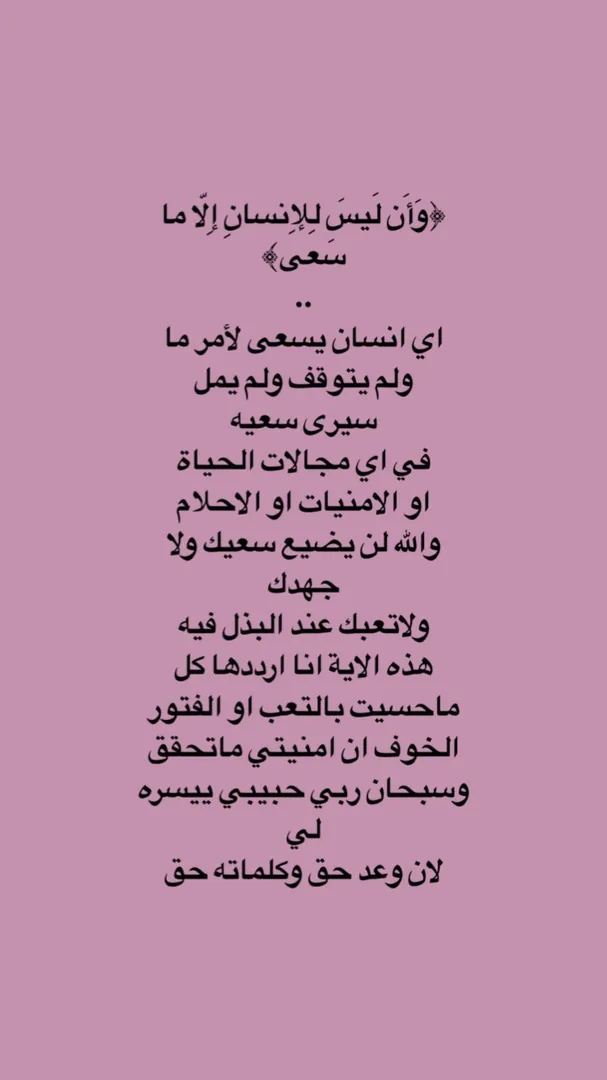 ﴿وَأَن لَيسَ لِلإِنسانِ إِلّا ما
سَعى﴾
..
اي انسان يسعى لأمر ما
ولم يتوقف ولم يمل
سيرى سعيه
في اي مجالات الحياة
او الامنيات او الاحلام
والله لن يضيع سعيك ولا
جهدك
ولاتعبك عند البذل فيه
هذه الاية انا ارددها كل
ماحسيت بالتعب او الفتور
الخوف ان امنيتي ماتحقق
وسبحان ربي حبيبي ييسره
لي
لان وعد حق وكلماته حق